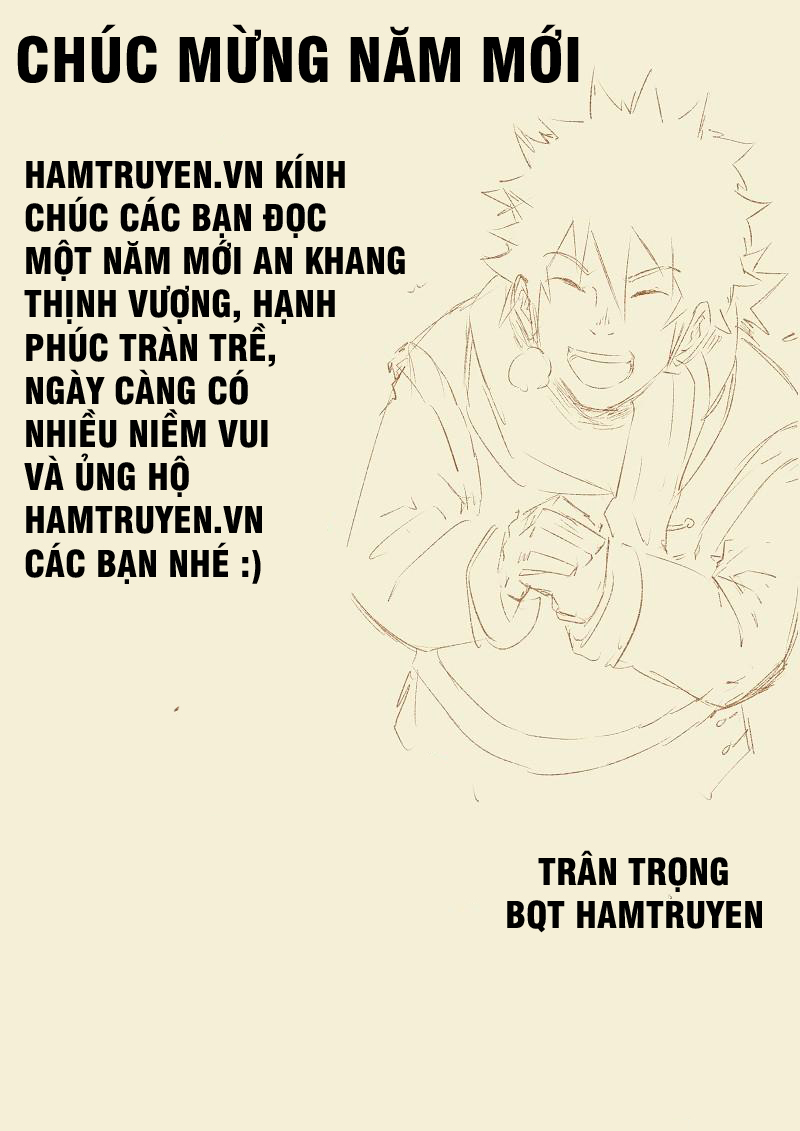 CHÚC MỪNG NĂM MỚI
HAMTRUYEN.VN KÍNH
CHÚC CÁC BẠN ĐỌC
MỘT NĂM MỚI AN KHANG
THỊNH VƯỢNG, HẠNH
PHÚC TRÀN TRỀ,
NGÀY CÀNG CÓ
NHIỀU NIỀM VUI
VÀ ỦNG HỘ
HAMTRUYEN.VN
CÁC BẠN NHÉ :)
TRÂN TRỌNG
BQT HAMTRUYEN